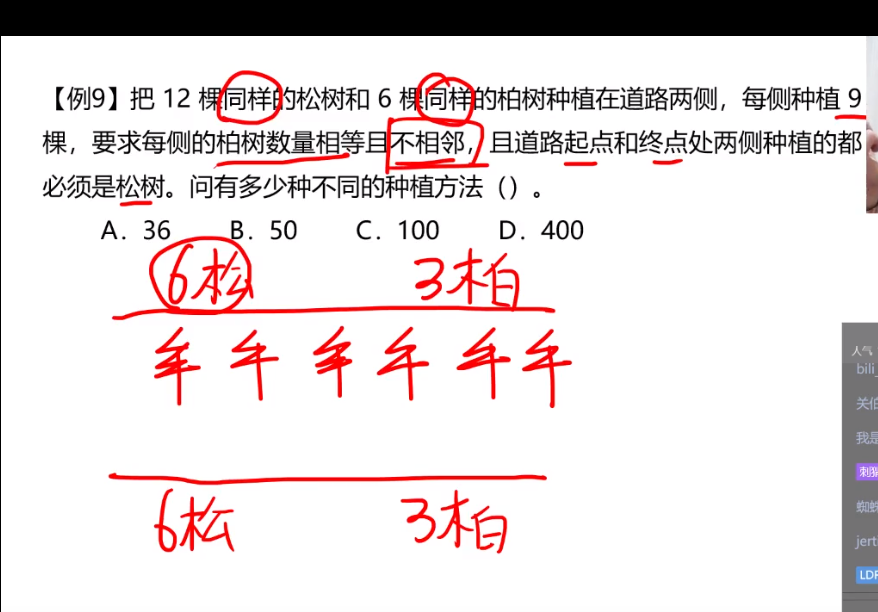 【例9】把 12 棵同样的松树和 6 棵同样的柏树种植在道路两侧，每侧种植 9
棵，要求每侧的柏树数量相等且不相邻，且道路起点和终点处两侧种植的都
必须是松树。问有多少种不同的种植方法（）。
A．36 B．50 C．100 D．400
6松 3柏
6松 3柏
人气
bili_
关伯
我是
刺猬
蜘蛛
jert
LDF